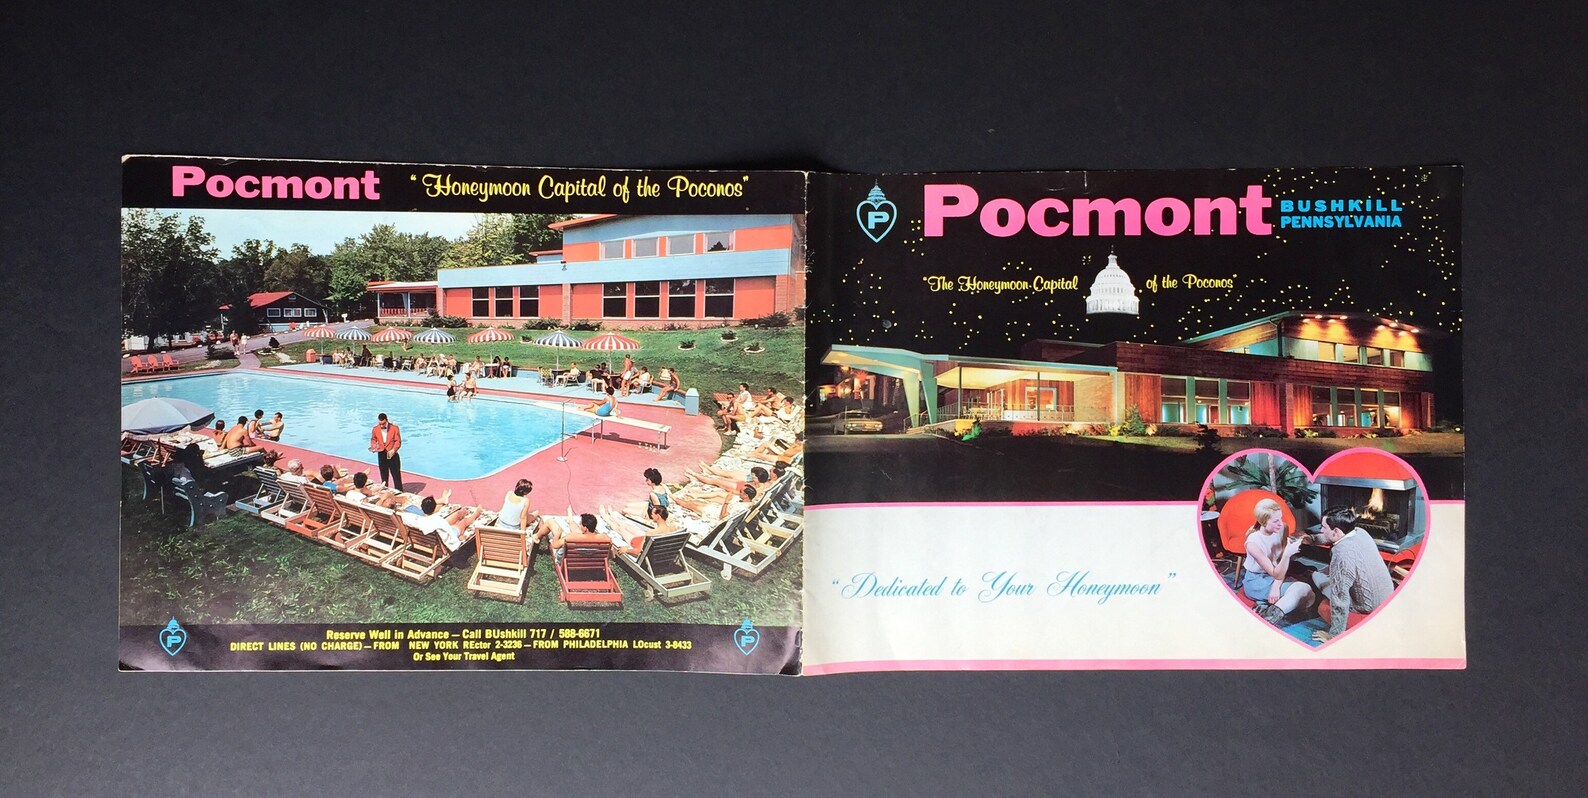 Pocmont "Honeymoon Capital of the Poconos"
P
P
Reserve Well in Advance — Call BUshkill 717 / 588-6671
DIRECT LINES (NO CHARGE) — FROM NEW YORK REctor 2-3236 — FROM PHILADELPHIA LOcust 3-8433
Or See Your Travel Agent
P
Pocmont
BUSHKILL
PENNSYLVANIA
"The Honeymoon Capital of the Poconos"
"Dedicated to Your Honeymoon"